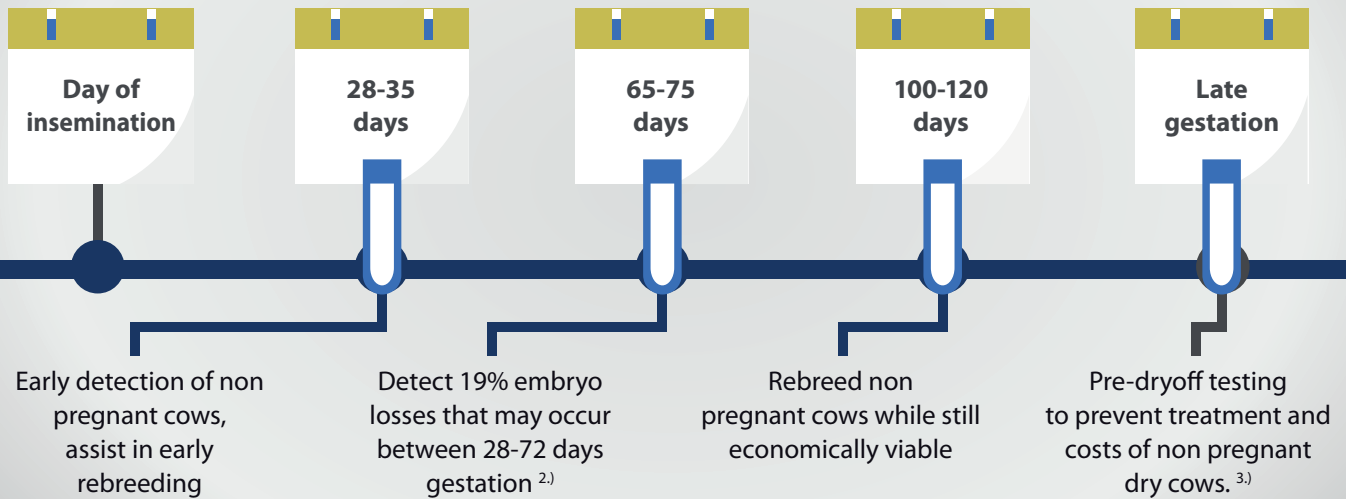 Day of
insemination
28-35
days
65-75
days
100-120
days
Late
gestation
Early detection of non
pregnant cows,
assist in early
rebreeding
Detect 19% embryo
losses that may occur
between 28-72 days
gestation 2.)
Rebreed non
pregnant cows while still
economically viable
Pre-dryoff testing
to prevent treatment and
costs of non pregnant
dry cows. 3.)